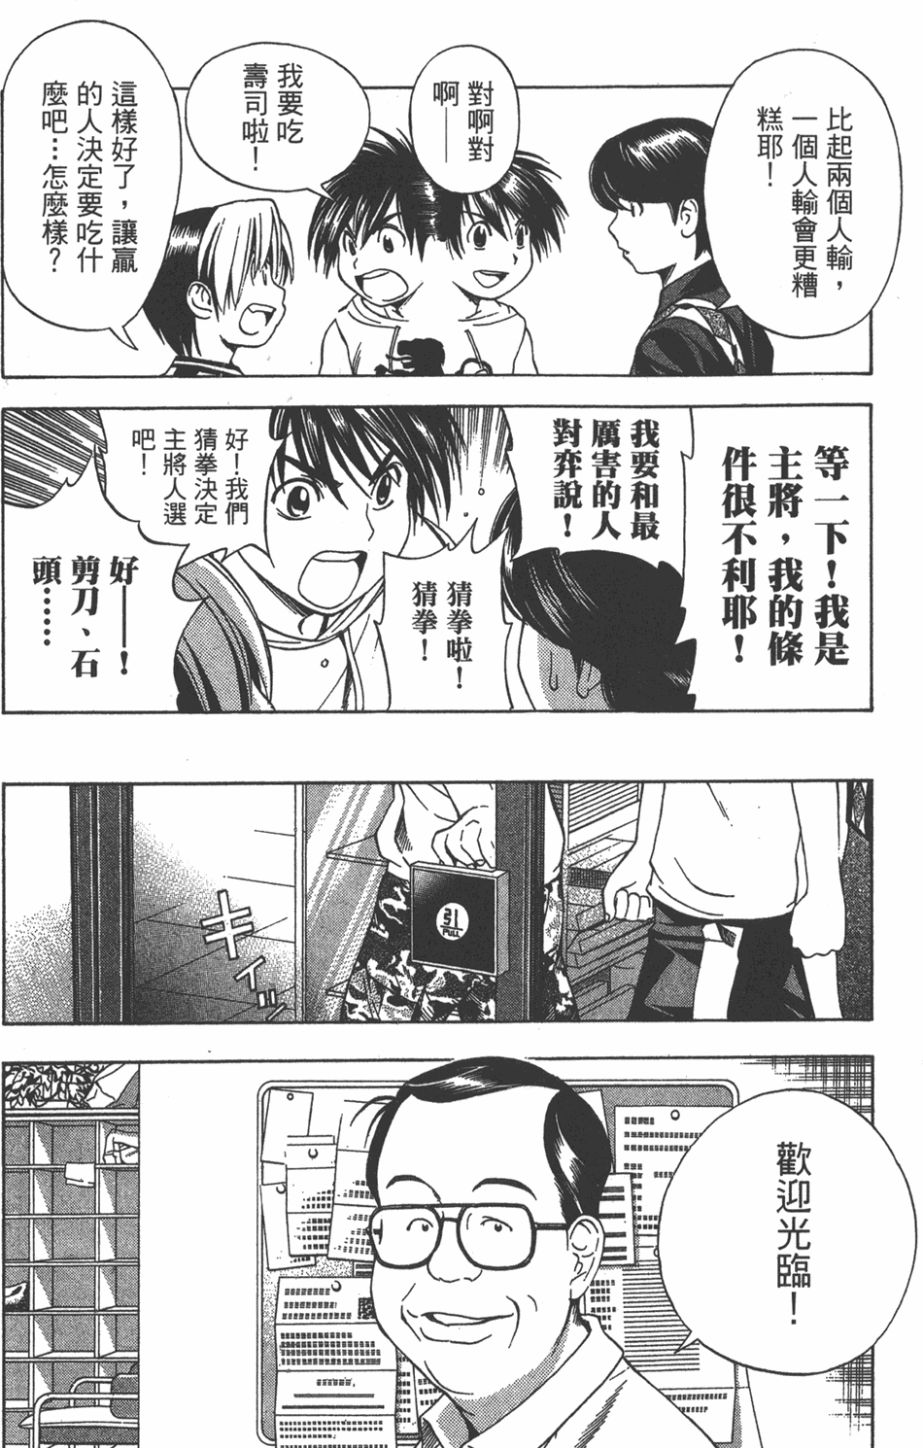 比起兩個人輸，
一個人輸會更糟
糕耶！
對啊對
啊——
我要吃
壽司啦！
這樣好了，讓贏
的人決定要吃什
麼吧…怎麼樣？
等一下！我是
主將，我的條
件很不利耶！
我要和最
厲害的人
對弈說！
猜拳啦！
猜拳！
好！我們
猜拳決定
主將人選
吧！
好——！
剪刀、石
頭……
引
PULL
キイッ
歡迎光臨！